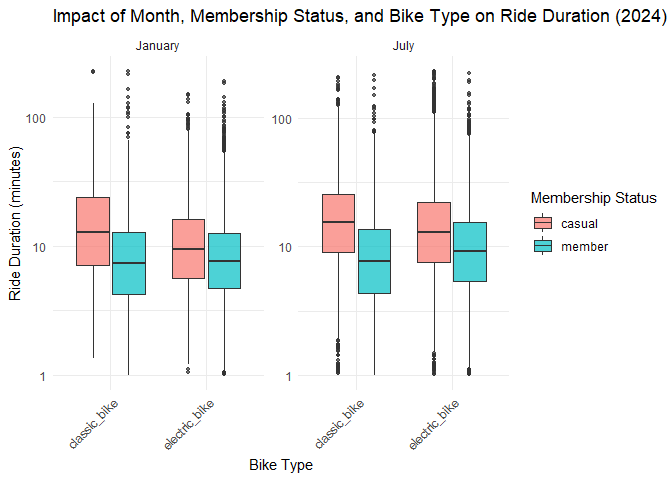 Impact of Month, Membership Status, and Bike Type on Ride Duration (2024)
January
July
Ride Duration (minutes)
100
10
1
100
10
1
classic_bike
electric_bike
classic_bike
electric_bike
Bike Type
Membership Status
casual
member